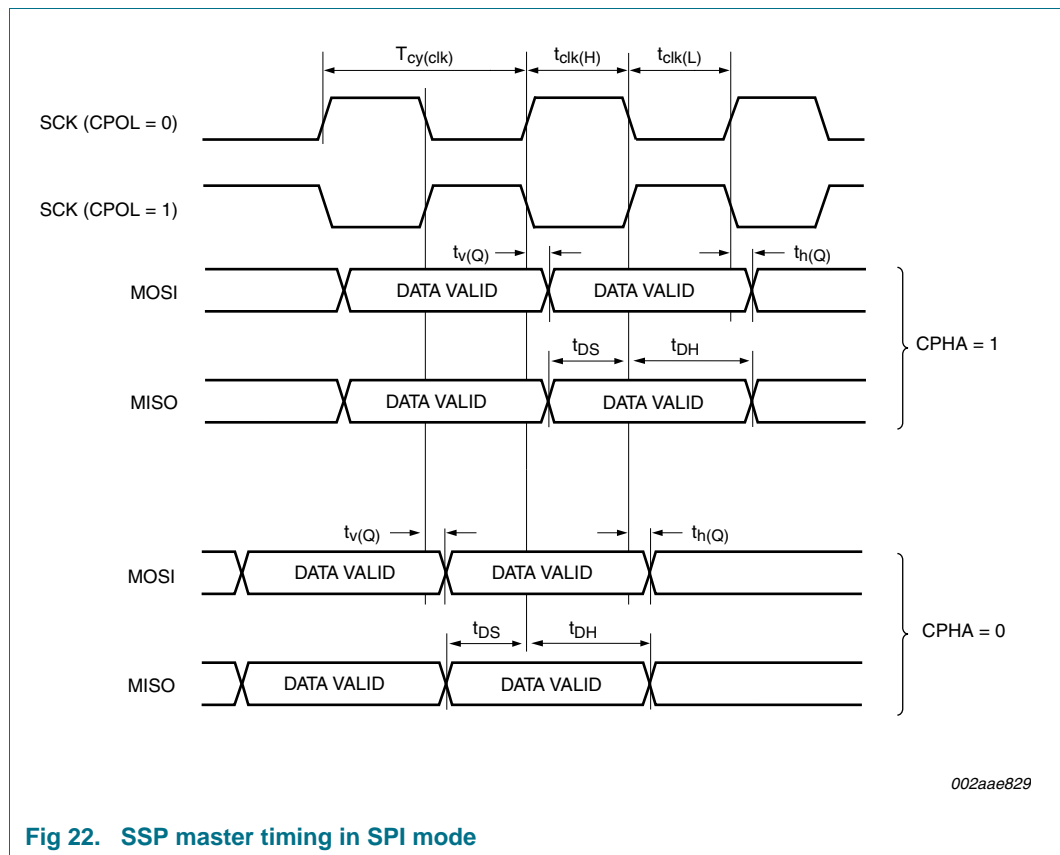 Tcy(clk) tclk(H) tclk(L)
SCK (CPOL = 0)
SCK (CPOL = 1)
tv(Q) th(Q)
MOSI DATA VALID DATA VALID
tDS tDH
CPHA = 1
MISO DATA VALID DATA VALID
tv(Q) th(Q)
MOSI DATA VALID DATA VALID
tDS tDH
CPHA = 0
MISO DATA VALID DATA VALID
002aae829
Fig 22. SSP master timing in SPI mode